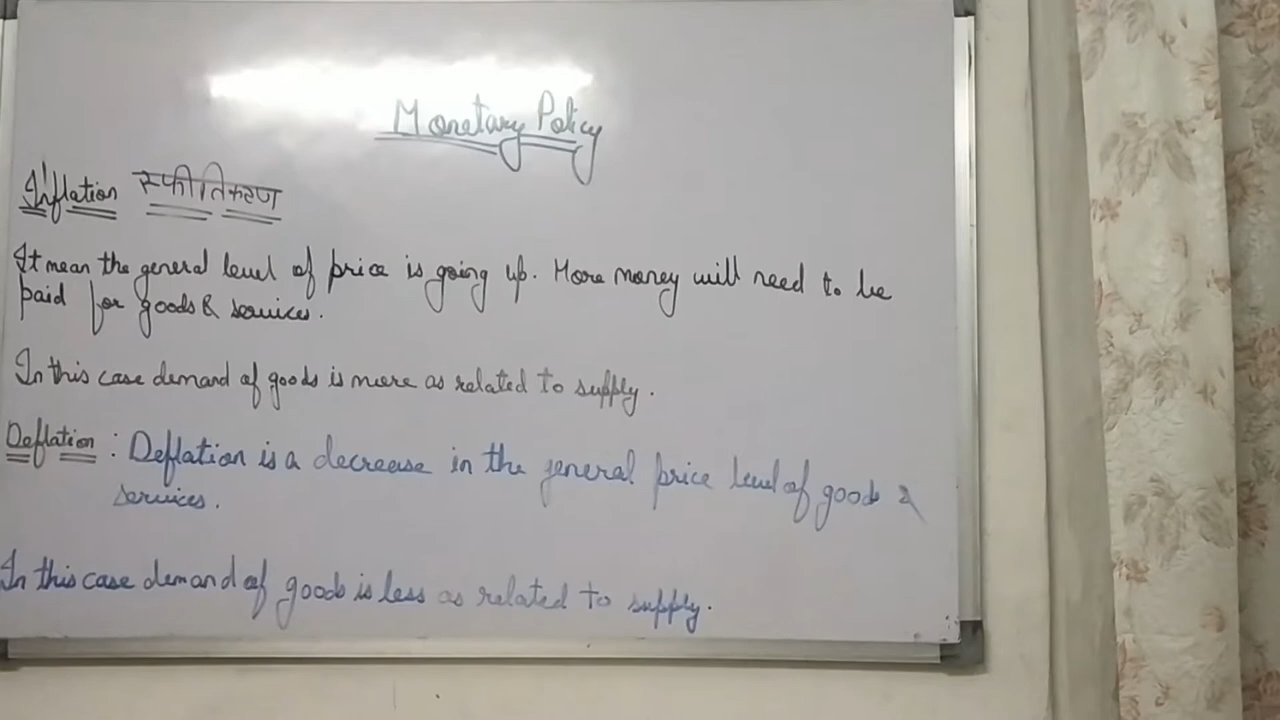 Monetary Policy
Inflation स्फीतिकरण
It mean the general level of price is going up. More money will need to be
paid for goods & services.
In this case demand of goods is more as related to supply.
Deflation : Deflation is a decrease in the general price level of goods &
services.
In this case demand of goods is less as related to supply.